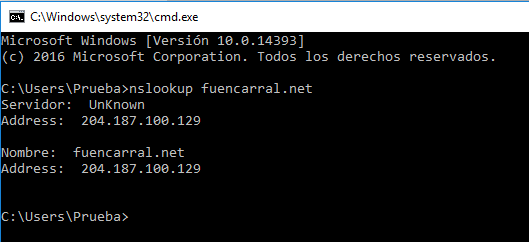 C:\Windows\system32\cmd.exe
Microsoft Windows [Versión 10.0.14393]
(c) 2016 Microsoft Corporation. Todos los derechos reservados.
C:\Users\Prueba>nslookup fuencarral.net
Servidor:  UnKnown
Address:  204.187.100.129
Nombre:  fuencarral.net
Address:  204.187.100.129
C:\Users\Prueba>